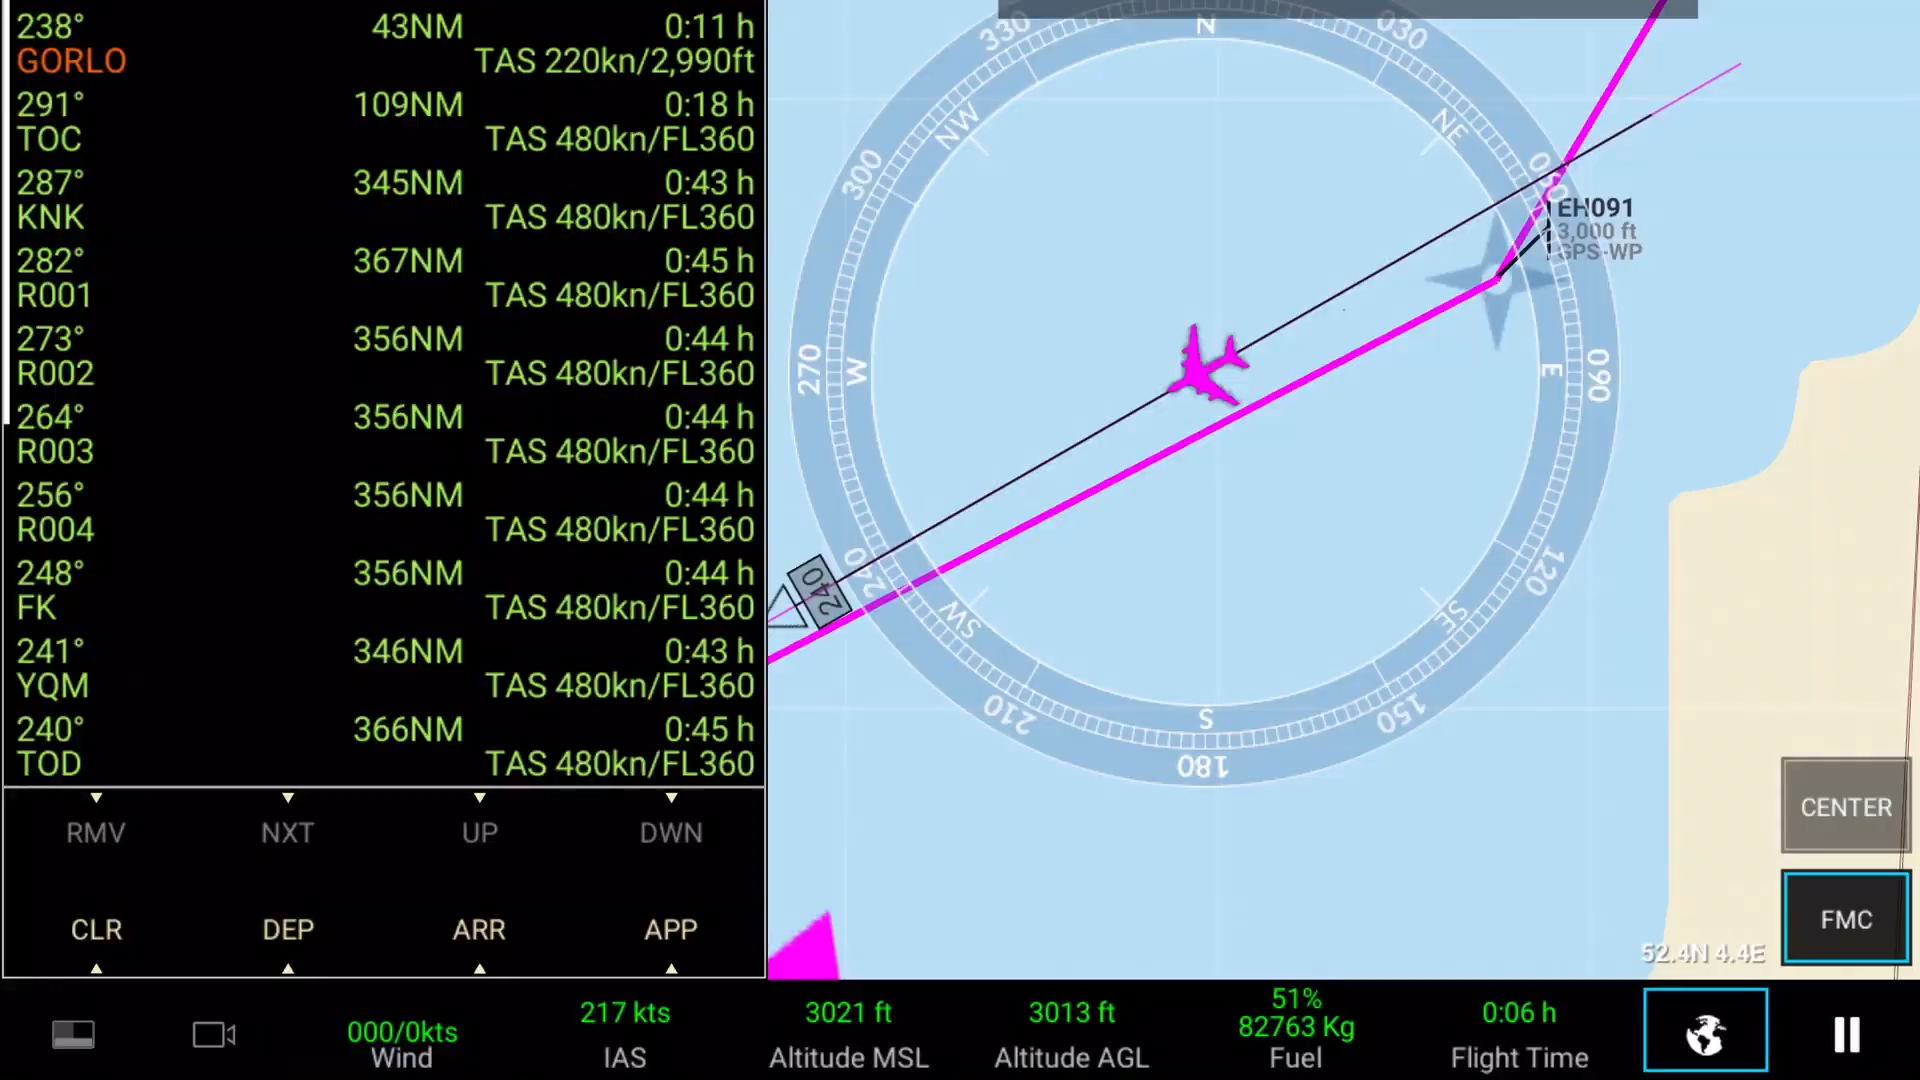 238° 43NM 0:11 h
GORLO TAS 220kn/2,990ft
291° 109NM 0:18 h
TOC TAS 480kn/FL360
287° 345NM 0:43 h
KNK TAS 480kn/FL360
282° 367NM 0:45 h
R001 TAS 480kn/FL360
273° 356NM 0:44 h
R002 TAS 480kn/FL360
264° 356NM 0:44 h
R003 TAS 480kn/FL360
256° 356NM 0:44 h
R004 TAS 480kn/FL360
248° 356NM 0:44 h
FK TAS 480kn/FL360
241° 346NM 0:43 h
YQM TAS 480kn/FL360
240° 366NM 0:45 h
TOD TAS 480kn/FL360
RMV NXT UP DWN
CLR DEP ARR APP
330 N 030
NW NE
300
EH091
3,000 ft
GPS-WP
270 W E 090
240 240 120
SW SE
210 S 150
180
CENTER
FMC
52.4N 4.4E
000/0kts
Wind
217 kts
IAS
3021 ft
Altitude MSL
3013 ft
Altitude AGL
51%
82763 Kg
Fuel
0:06 h
Flight Time